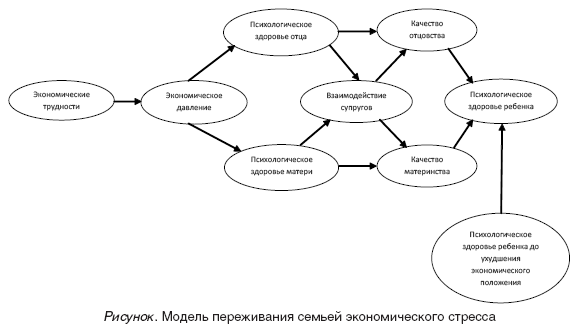 Психологическое
здоровье отца
Качество
отцовства
Экономические
трудности
Экономическое
давление
Взаимодействие
супругов
Психологическое
здоровье ребенка
Психологическое
здоровье матери
Качество
материнства
Психологическое
здоровье ребенка до
ухудшения
экономического
положения
Рисунок. Модель переживания семьей экономического стресса